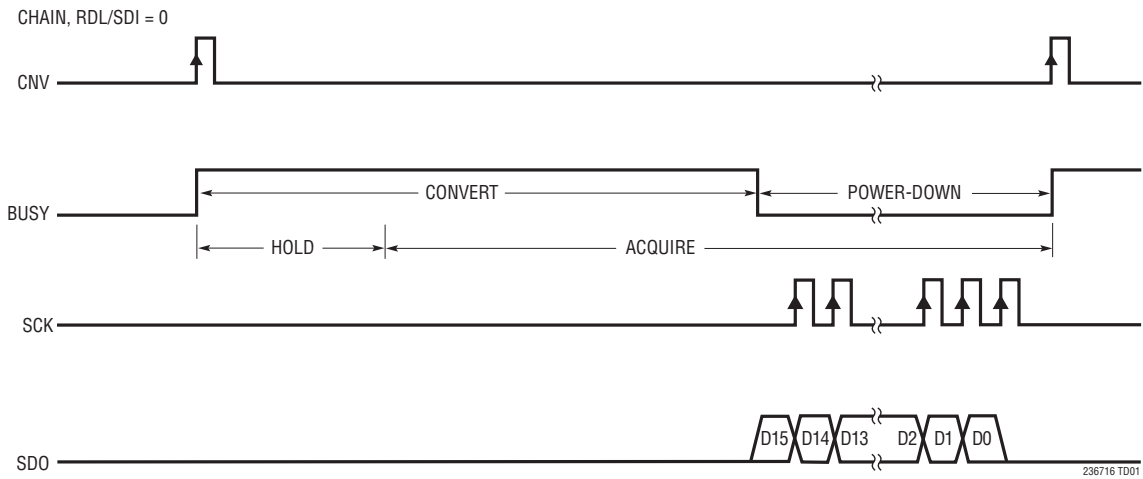 CHAIN, RDL/SDI = 0
CNV
BUSY
CONVERT
POWER-DOWN
HOLD
ACQUIRE
SCK
SDO
D15 D14 D13 D2 D1 D0
236716 TD01